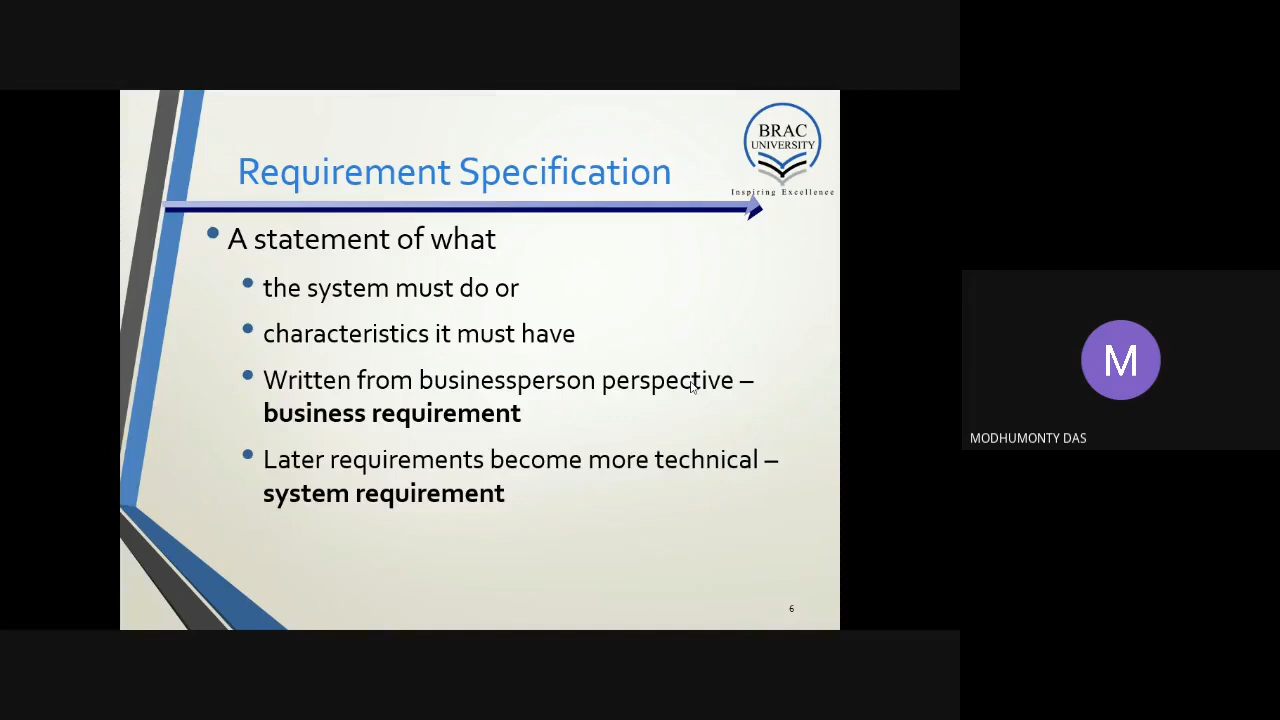 BRAC
UNIVERSITY
Inspiring Excellence
Requirement Specification
A statement of what
the system must do or
characteristics it must have
Written from businessperson perspective –
business requirement
Later requirements become more technical –
system requirement
6
M
MODHUMONTY DAS